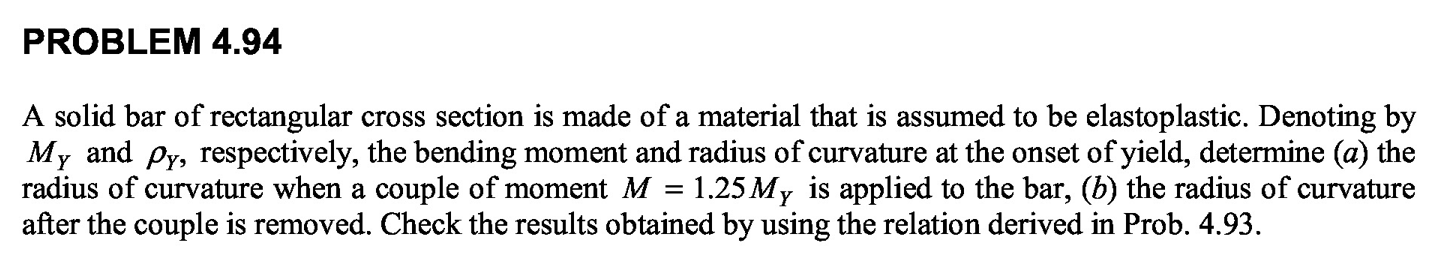 PROBLEM 4.94
A solid bar of rectangular cross section is made of a material that is assumed to be elastoplastic. Denoting by
M_Y and ρ_Y, respectively, the bending moment and radius of curvature at the onset of yield, determine (a) the
radius of curvature when a couple of moment M = 1.25 M_Y is applied to the bar, (b) the radius of curvature
after the couple is removed. Check the results obtained by using the relation derived in Prob. 4.93.